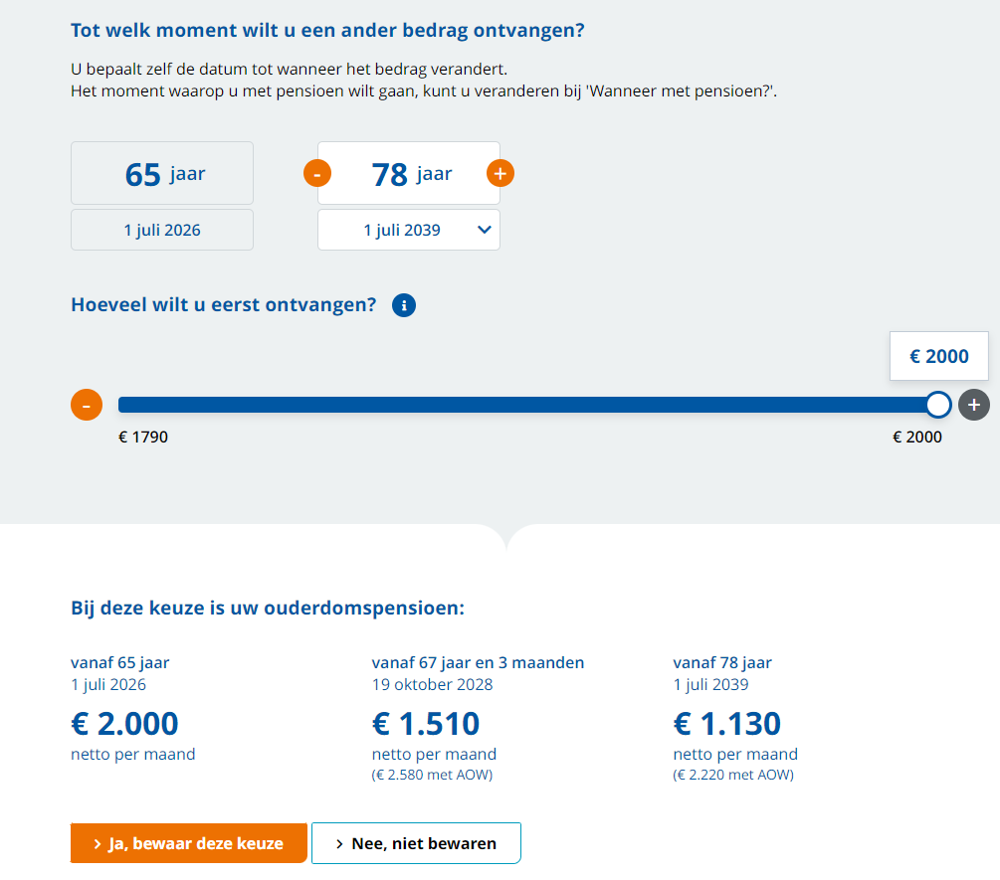 Tot welk moment wilt u een ander bedrag ontvangen?
U bepaalt zelf de datum tot wanneer het bedrag verandert.
Het moment waarop u met pensioen wilt gaan, kunt u veranderen bij 'Wanneer met pensioen?'.
65 jaar
- 78 jaar +
1 juli 2026
1 juli 2039
Hoeveel wilt u eerst ontvangen? i
€ 2000
- +
€ 1790
€ 2000
Bij deze keuze is uw ouderdomspensioen:
vanaf 65 jaar
1 juli 2026
€ 2.000
netto per maand
vanaf 67 jaar en 3 maanden
19 oktober 2028
€ 1.510
netto per maand
(€ 2.580 met AOW)
vanaf 78 jaar
1 juli 2039
€ 1.130
netto per maand
(€ 2.220 met AOW)
› Ja, bewaar deze keuze
› Nee, niet bewaren